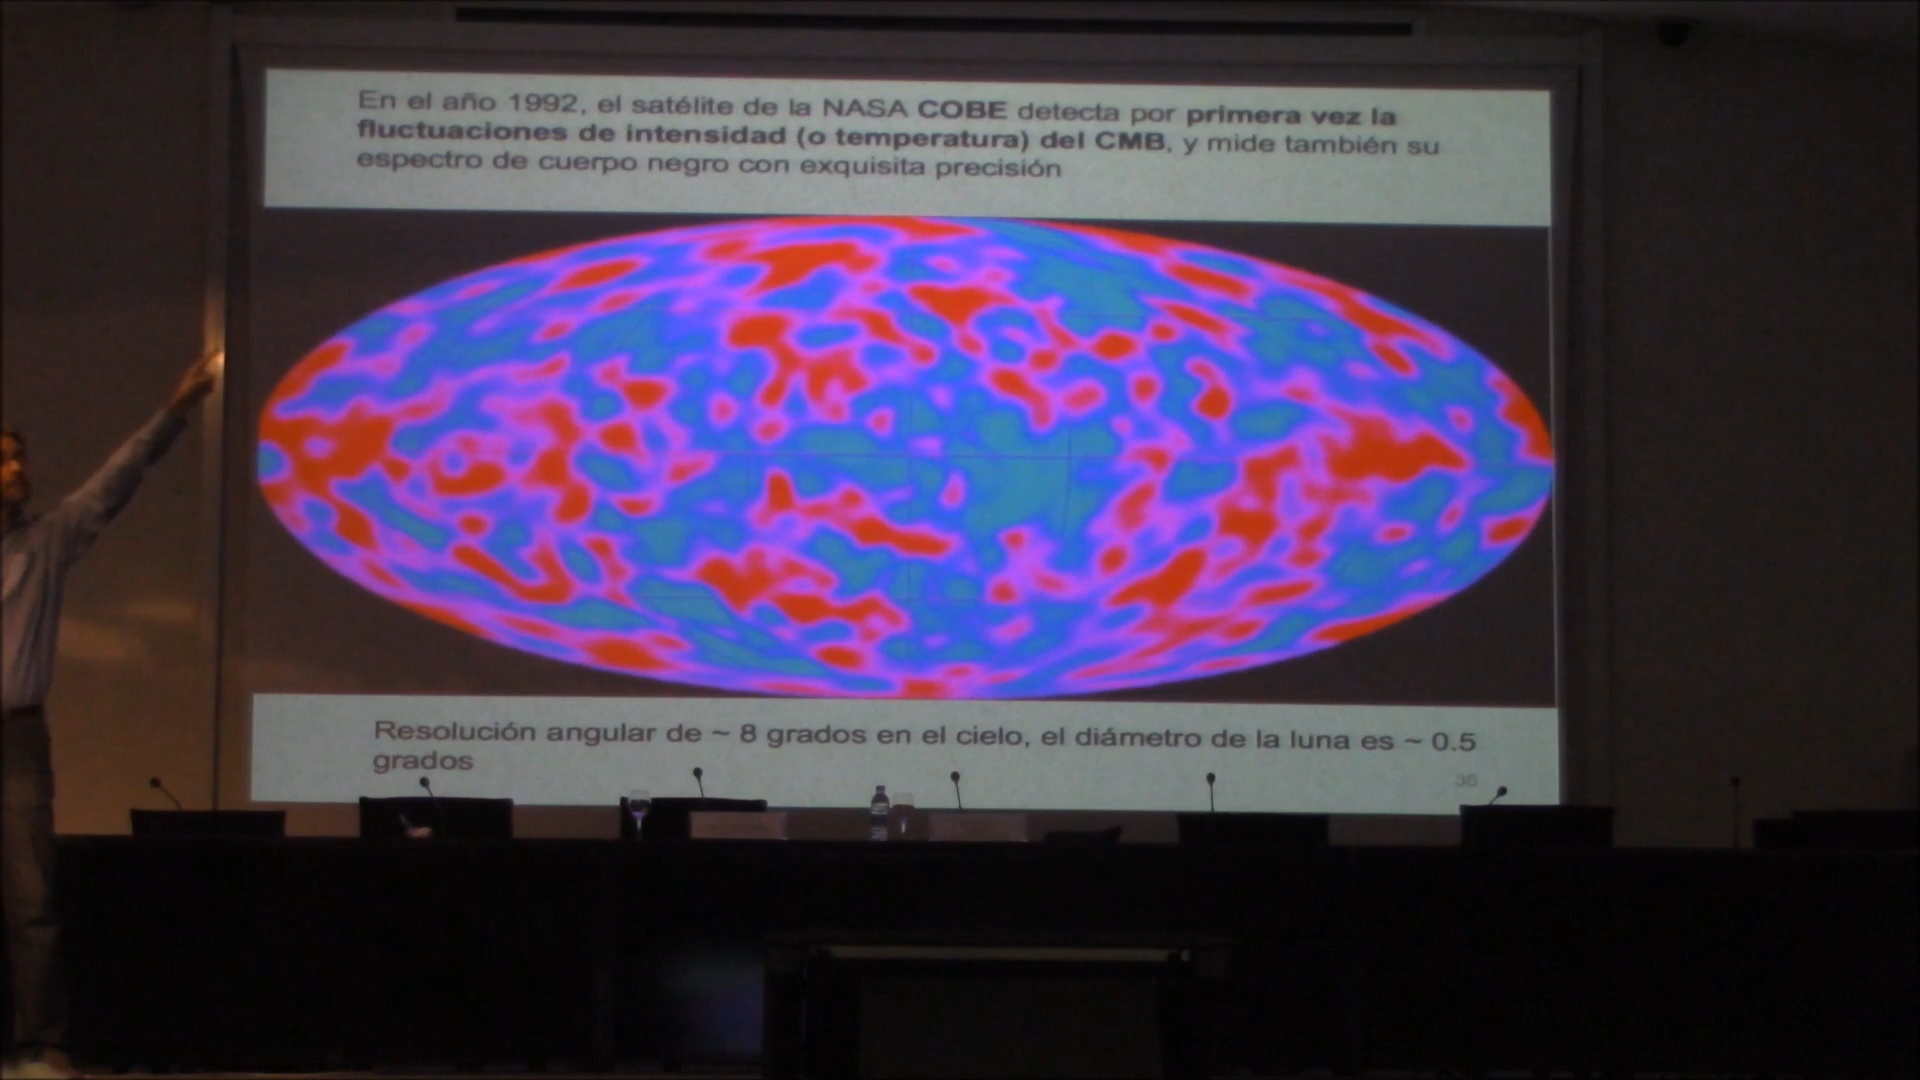 En el año 1992, el satélite de la NASA COBE detecta por primera vez la
fluctuaciones de intensidad (o temperatura) del CMB, y mide también su
espectro de cuerpo negro con exquisita precisión
Resolución angular de ~ 8 grados en el cielo, el diámetro de la luna es ~ 0.5
grados
35